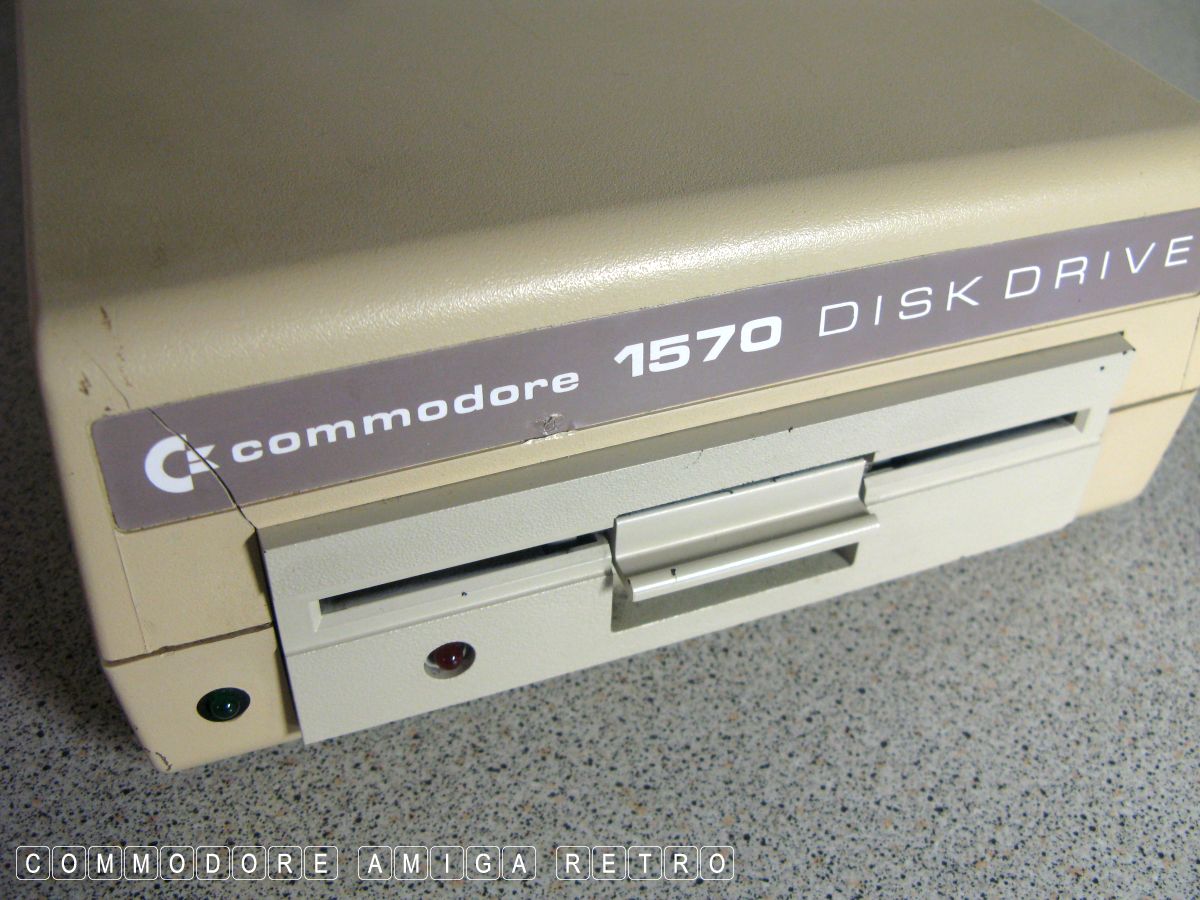 commodore 1570 DISK DRIVE
COMMODORE AMIGA RETRO